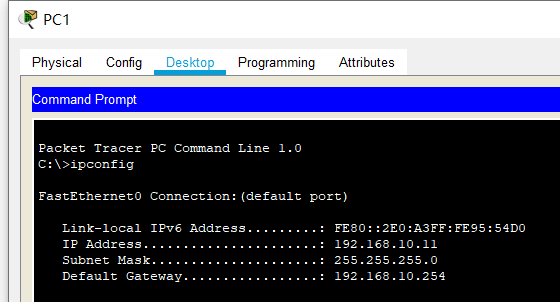 PC1
Physical Config Desktop Programming Attributes
Command Prompt
Packet Tracer PC Command Line 1.0
C:\>ipconfig
FastEthernet0 Connection:(default port)
Link-local IPv6 Address.........: FE80::2E0:A3FF:FE95:54D0
IP Address......................: 192.168.10.11
Subnet Mask.....................: 255.255.255.0
Default Gateway.................: 192.168.10.254